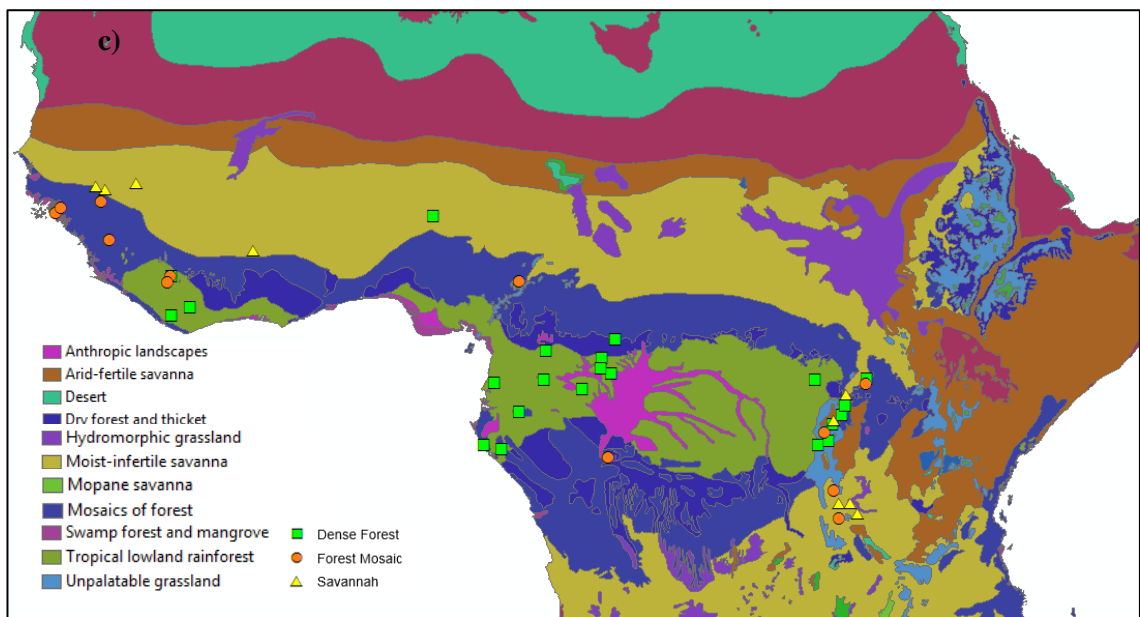 c)
Anthropic landscapes
Arid-fertile savanna
Desert
Dry forest and thicket
Hydromorphic grassland
Moist-infertile savanna
Mopane savanna
Mosaics of forest
Swamp forest and mangrove
Tropical lowland rainforest
Unpalatable grassland
Dense Forest
Forest Mosaic
Savannah